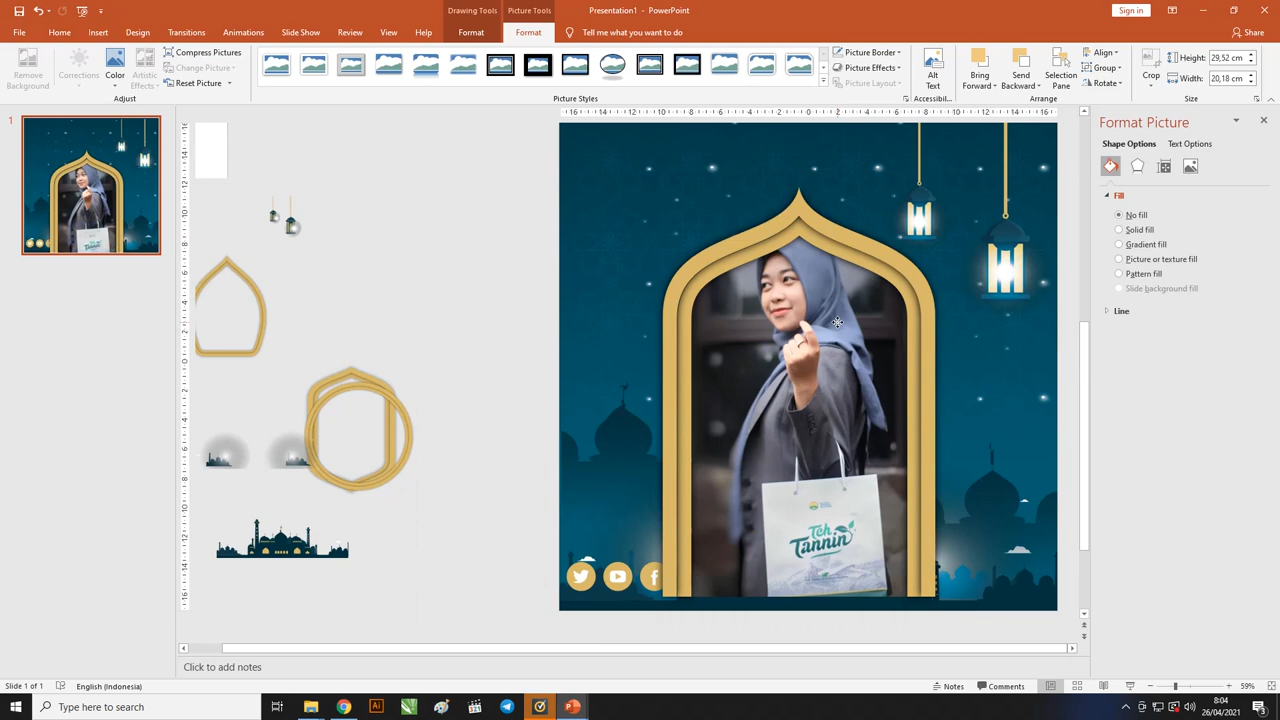 Drawing Tools Picture Tools Presentation1 - PowerPoint Sign in
File Home Insert Design Transitions Animations Slide Show Review View Help Format Format Tell me what you want to do Share
Remove Background
Corrections
Color
Artistic Effects
Compress Pictures
Change Picture
Reset Picture
Adjust
Picture Styles
Picture Border
Picture Effects
Picture Layout
Alt Text
Accessibil...
Bring Forward
Send Backward
Selection Pane
Align
Group
Rotate
Arrange
Crop
Height: 29,52 cm
Width: 20,18 cm
Size
1
Teh Tannin
Format Picture
Shape Options Text Options
Fill
No fill
Solid fill
Gradient fill
Picture or texture fill
Pattern fill
Slide background fill
Line
Click to add notes
Slide 1 of 1 English (Indonesia) Notes Comments 59%
Type here to search
8:04
26/04/2021